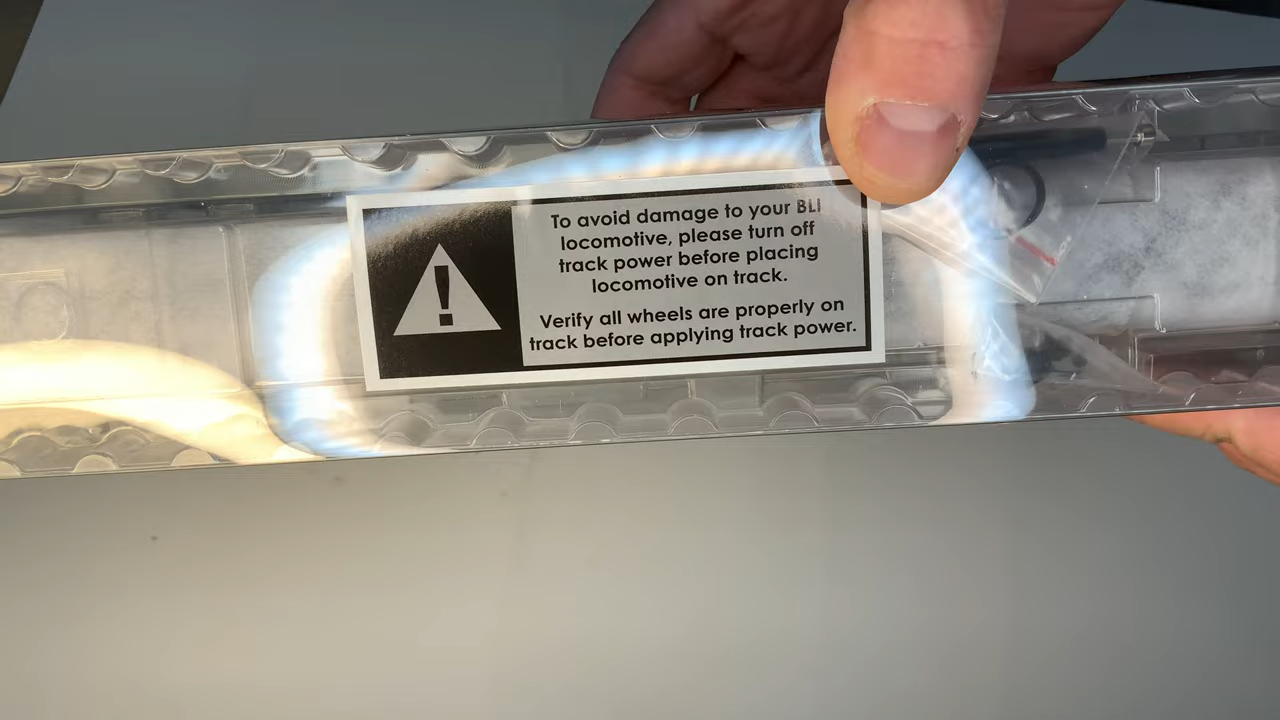 To avoid damage to your BLI
locomotive, please turn off
track power before placing
locomotive on track.
Verify all wheels are properly on
track before applying track power.